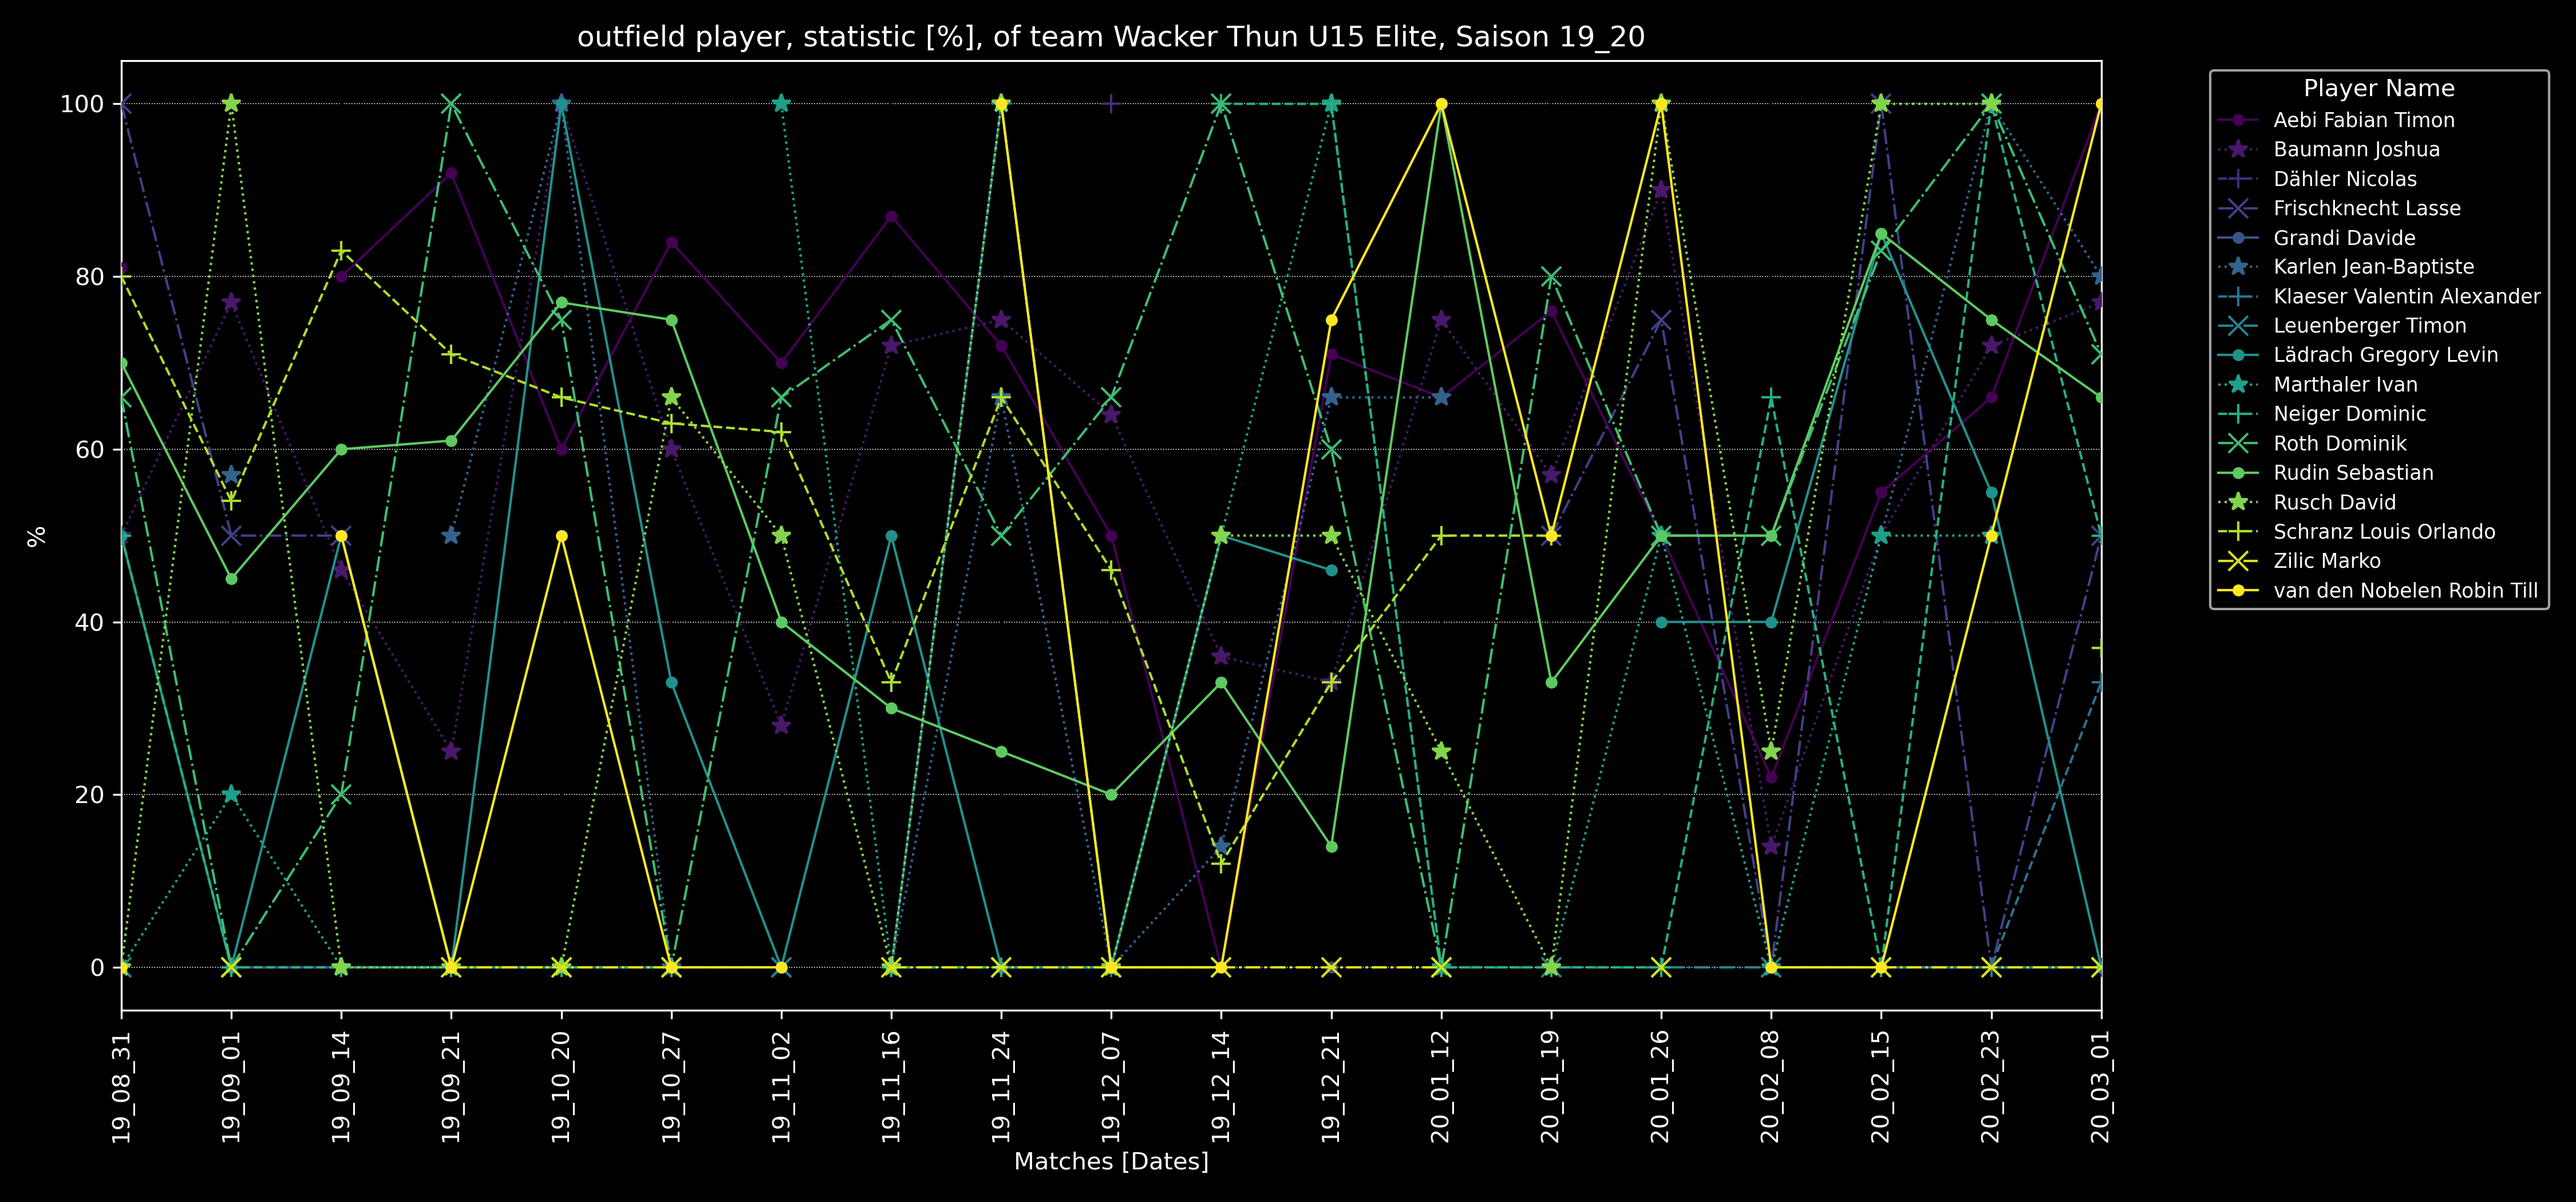 outfield player, statistic [%], of team Wacker Thun U15 Elite, Saison 19_20
%
100
80
60
40
20
0
19_08_31
19_09_01
19_09_14
19_09_21
19_10_20
19_10_27
19_11_02
19_11_16
19_11_24
19_12_07
19_12_14
19_12_21
20_01_12
20_01_19
20_01_26
20_02_08
20_02_15
20_02_23
20_03_01
Matches [Dates]
Player Name
Aebi Fabian Timon
Baumann Joshua
Dähler Nicolas
Frischknecht Lasse
Grandi Davide
Karlen Jean-Baptiste
Klaeser Valentin Alexander
Leuenberger Timon
Lädrach Gregory Levin
Marthaler Ivan
Neiger Dominic
Roth Dominik
Rudin Sebastian
Rusch David
Schranz Louis Orlando
Zilic Marko
van den Nobelen Robin Till